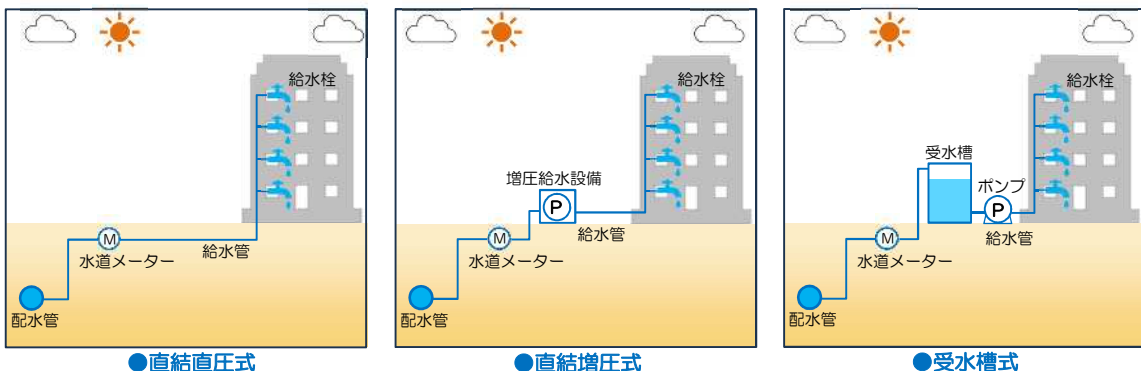 給水栓
給水管
M
水道メーター
配水管
●直結直圧式
給水栓
増圧給水設備
P
給水管
M
水道メーター
配水管
●直結増圧式
給水栓
受水槽
ポンプ
P
給水管
M
水道メーター
配水管
●受水槽式